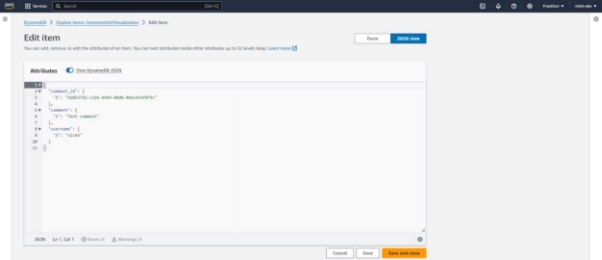 aws Services Search [Alt+S] Frankfurt
DynamoDB > Explore items: CommentsOnVisualization > Edit item
Edit item
You can add, remove, or edit the attributes of an item. You can nest attributes inside other attributes up to 32 levels deep. Learn more
Form JSON view
Attributes View DynamoDB JSON
1 {
2 "comment_id": {
3 "S":
4 },
5 "comment": {
6 "S": "Test comment"
7 },
8 "username": {
9 "S":
10 }
11 }
JSON Ln 1, Col 1 Errors: 0 Warnings: 0
Cancel Save Save and close